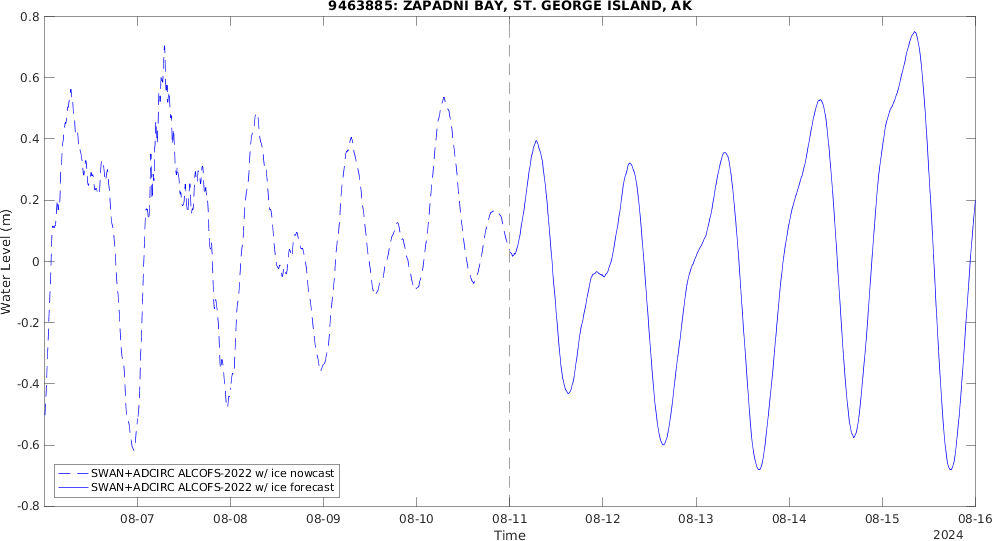 9463885: ZAPADNI BAY, ST. GEORGE ISLAND, AK
0.8
0.6
0.4
0.2
0
-0.2
-0.4
-0.6
-0.8
Water Level (m)
SWAN+ADCIRC ALCOFS-2022 w/ ice nowcast
SWAN+ADCIRC ALCOFS-2022 w/ ice forecast
08-07 08-08 08-09 08-10 08-11 08-12 08-13 08-14 08-15 08-16
Time
2024